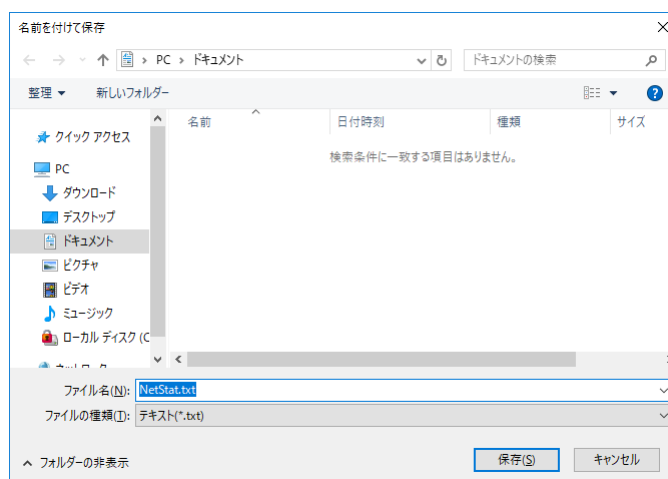 名前を付けて保存
PC › ドキュメント
ドキュメントの検索
整理
新しいフォルダー
名前 日付時刻 種類 サイズ
検索条件に一致する項目はありません。
クイック アクセス
PC
ダウンロード
デスクトップ
ドキュメント
ピクチャ
ビデオ
ミュージック
ローカル ディスク (C
ファイル名(N): NetStat.txt
ファイルの種類(T): テキスト(*.txt)
フォルダーの非表示
保存(S) キャンセル